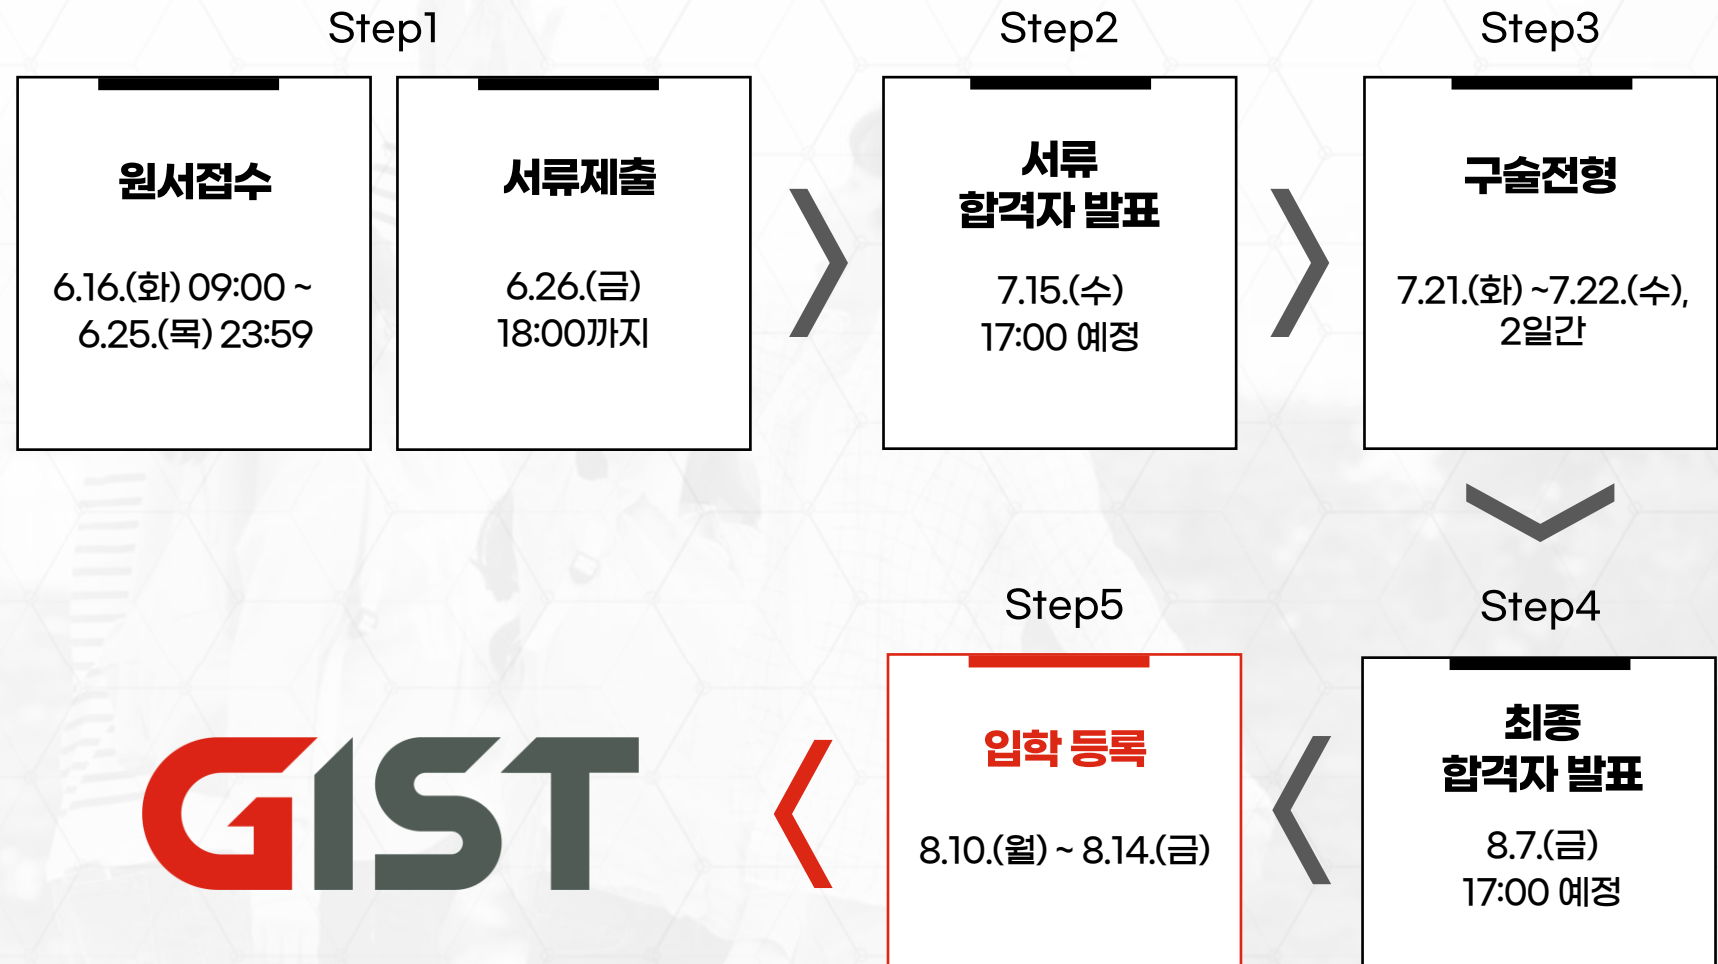 Step1
원서접수
6.16.(화) 09:00 ~
6.25.(목) 23:59
서류제출
6.26.(금)
18:00까지
Step2
서류
합격자 발표
7.15.(수)
17:00 예정
Step3
구술전형
7.21.(화) ~7.22.(수),
2일간
Step4
최종
합격자 발표
8.7.(금)
17:00 예정
Step5
입학 등록
8.10.(월) ~ 8.14.(금)
GIST